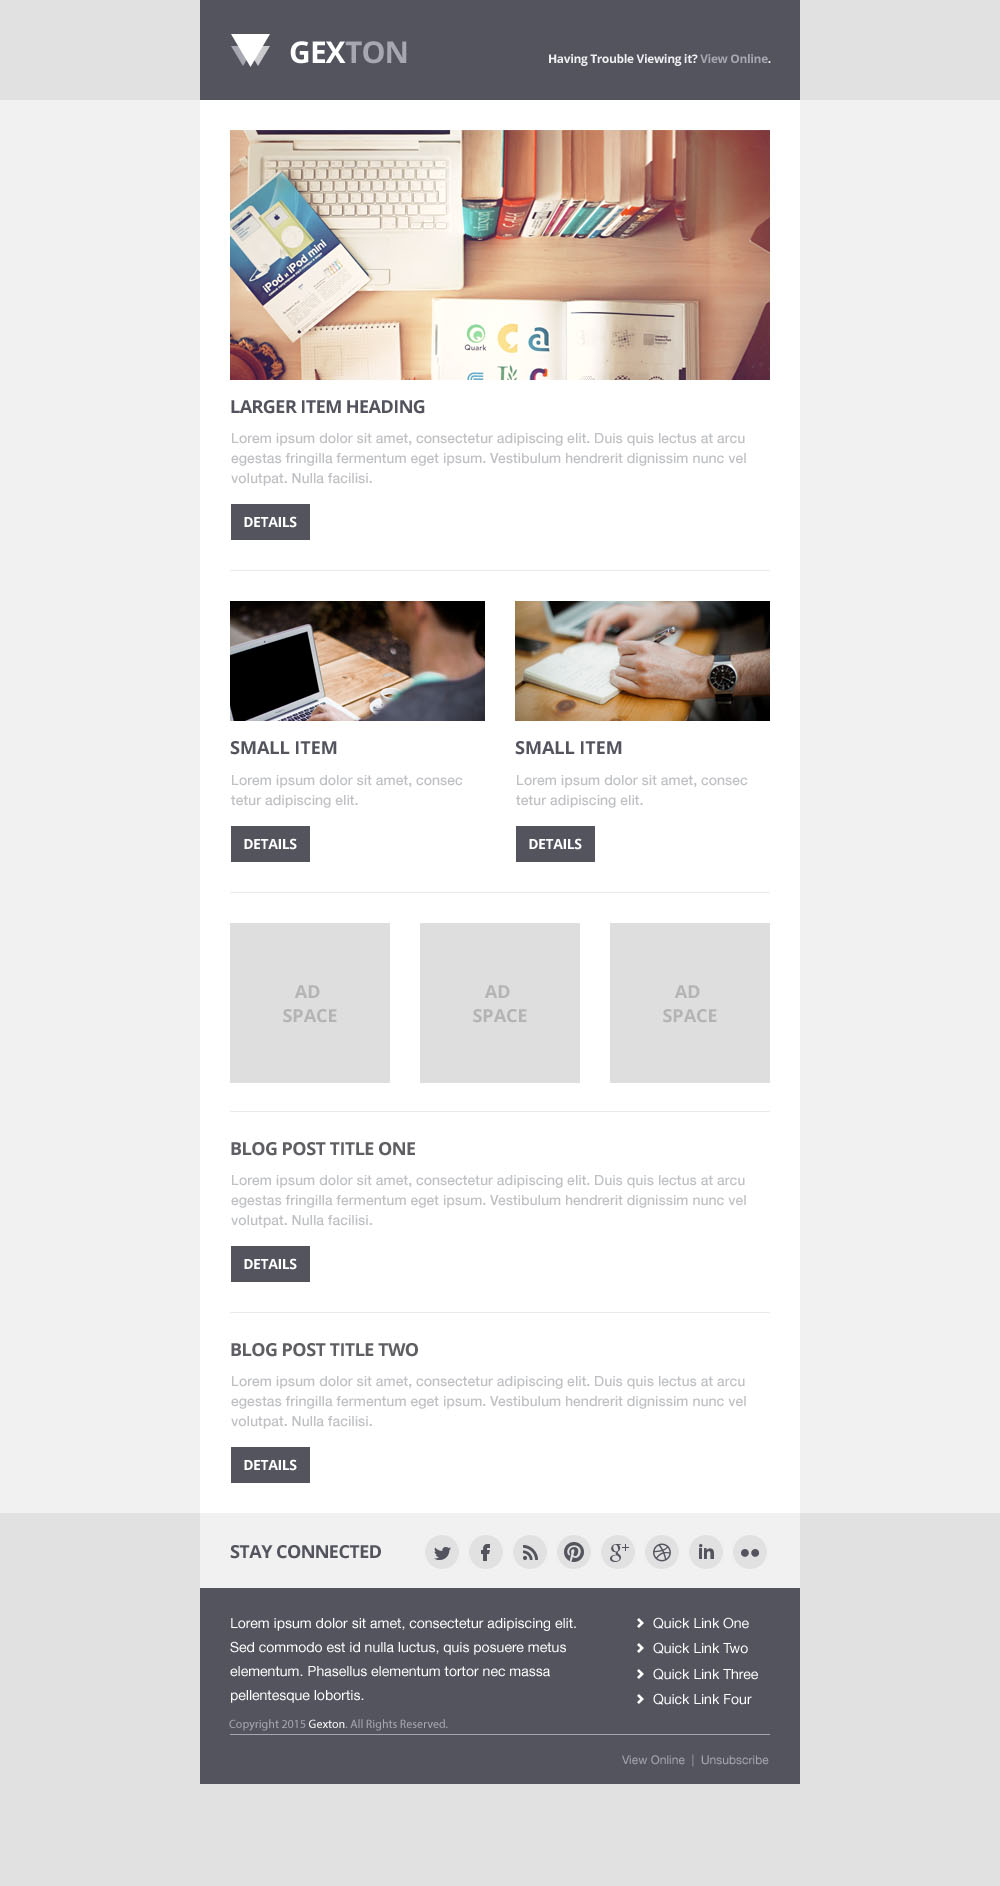 GEXTON
Having Trouble Viewing it? View Online.
iPod и iPod mini
Quark
LARGER ITEM HEADING
Lorem ipsum dolor sit amet, consectetur adipiscing elit. Duis quis lectus at arcu
egestas fringilla fermentum eget ipsum. Vestibulum hendrerit dignissim nunc vel
volutpat. Nulla facilisi.
DETAILS
SMALL ITEM
Lorem ipsum dolor sit amet, consec
tetur adipiscing elit.
DETAILS
SMALL ITEM
Lorem ipsum dolor sit amet, consec
tetur adipiscing elit.
DETAILS
AD
SPACE
AD
SPACE
AD
SPACE
BLOG POST TITLE ONE
Lorem ipsum dolor sit amet, consectetur adipiscing elit. Duis quis lectus at arcu
egestas fringilla fermentum eget ipsum. Vestibulum hendrerit dignissim nunc vel
volutpat. Nulla facilisi.
DETAILS
BLOG POST TITLE TWO
Lorem ipsum dolor sit amet, consectetur adipiscing elit. Duis quis lectus at arcu
egestas fringilla fermentum eget ipsum. Vestibulum hendrerit dignissim nunc vel
volutpat. Nulla facilisi.
DETAILS
STAY CONNECTED
Lorem ipsum dolor sit amet, consectetur adipiscing elit.
Sed commodo est id nulla luctus, quis posuere metus
elementum. Phasellus elementum tortor nec massa
pellentesque lobortis.
Quick Link One
Quick Link Two
Quick Link Three
Quick Link Four
Copyright 2015 Gexton. All Rights Reserved.
View Online | Unsubscribe